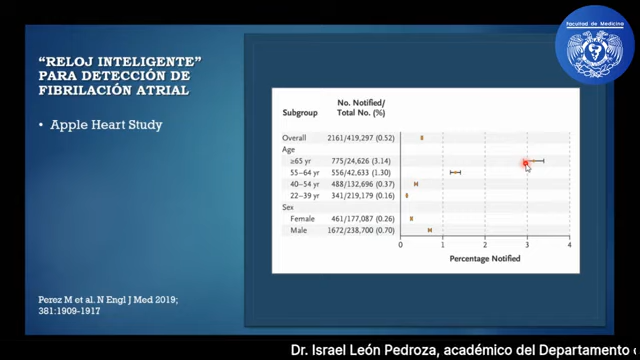 Facultad de Medicina
"RELOJ INTELIGENTE"
PARA DETECCIÓN DE
FIBRILACIÓN ATRIAL
• Apple Heart Study
Perez M et al. N Engl J Med 2019;
381:1909-1917
Subgroup No. Notified/
Total No. (%)
Overall 2161/419,297 (0.52)
Age
≥65 yr 775/24,626 (3.14)
55–64 yr 556/42,633 (1.30)
40–54 yr 488/132,696 (0.37)
22–39 yr 341/219,179 (0.16)
Sex
Female 461/177,087 (0.26)
Male 1672/238,700 (0.70)
0 1 2 3 4
Percentage Notified
Dr. Israel León Pedroza, académico del Departamento